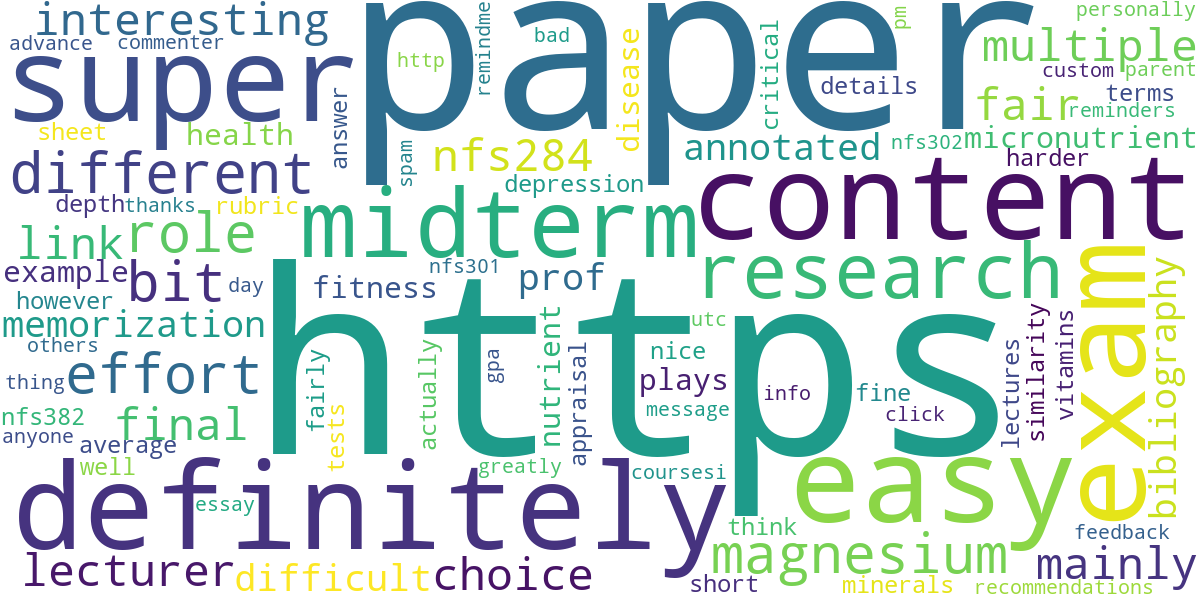 interesting
paper
personally
advance
commenter
super
http
remindme
bad
disease
critical
pm
multiple
details
custom
parent
terms
sheet
health
answer
fair
reminders
spam
nfs284
annotated
nfs302
micronutrient
different
depression
harder
content
depth
thanks
rubric
midterm
link
role
research
example
bit
day
nfs301
prof
exam
however
fitness
https
memorization
nutrient
utc
bibliography
others
effort
fairly
actually
gpa
appraisal
nice
plays
info
fine
lectures
similarity
vitamins
thing
nfs382
final
message
click
anyone
average
tests
well
greatly
coursesi
easy
definitely
essay
think
feedback
lecturer
difficult
choice
magnesium
mainly
short
minerals
recommendations